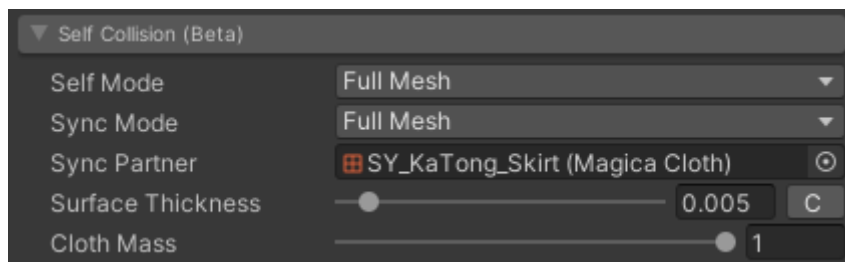 Self Collision (Beta)
Self Mode Full Mesh
Sync Mode Full Mesh
Sync Partner SY_KaTong_Skirt (Magica Cloth)
Surface Thickness 0.005 C
Cloth Mass 1